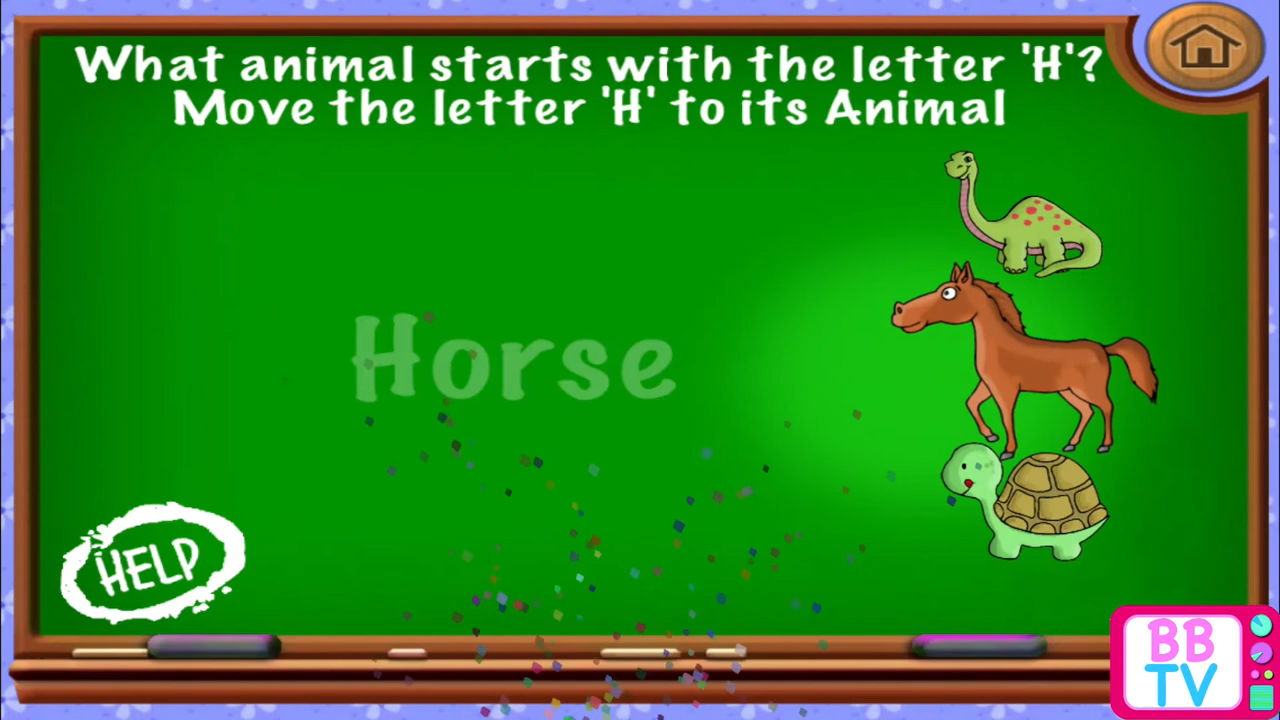 What animal starts with the letter 'H'?
Move the letter 'H' to its Animal
Horse
HELP
BB
TV